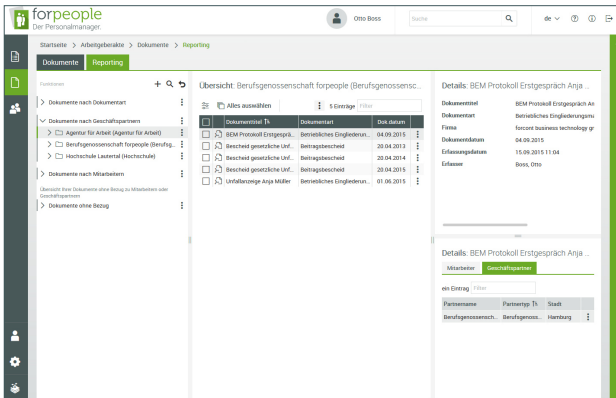 forpeople
Der Personalmanager.
Otto Boss
Suche
de
Startseite > Arbeitgeberakte > Dokumente > Reporting
Dokumente
Reporting
Funktionen
> Dokumente nach Dokumentart
Dokumente nach Geschäftspartnern
> Agentur für Arbeit (Agentur für Arbeit)
> Berufsgenossenschaft forpeople (Berufsg...
> Hochschule Lautertal (Hochschule)
> Dokumente nach Mitarbeitern
Übersicht Ihrer Dokumente ohne Bezug zu Mitarbeitern oder
Geschäftspartnern
> Dokumente ohne Bezug
Übersicht: Berufsgenossenschaft forpeople (Berufsgenossensc...
Alles auswählen
5 Einträge
Filter
Dokumenttitel Dokumentart Dok.datum
BEM Protokoll Erstgesprä... Betriebliches Eingliederun... 04.09.2015
Bescheid gesetzliche Unf... Beitragsbescheid 20.04.2013
Bescheid gesetzliche Unf... Beitragsbescheid 20.04.2014
Bescheid gesetzliche Unf... Beitragsbescheid 20.04.2015
Unfallanzeige Anja Müller Betriebliches Eingliederun... 01.06.2015
Details: BEM Protokoll Erstgespräch Anja ...
Dokumenttitel BEM Protokoll Erstgespräch An
Dokumentart Betriebliches Eingliederungsma
Firma forcont business technology gr
Dokumentdatum 04.09.2015
Erfassungsdatum 15.09.2015 11:04
Erfasser Boss, Otto
Details: BEM Protokoll Erstgespräch Anja ...
Mitarbeiter
Geschäftspartner
ein Eintrag Filter
Partnername Partnertyp Stadt
Berufsgenossensch... Berufsgenoss... Hamburg